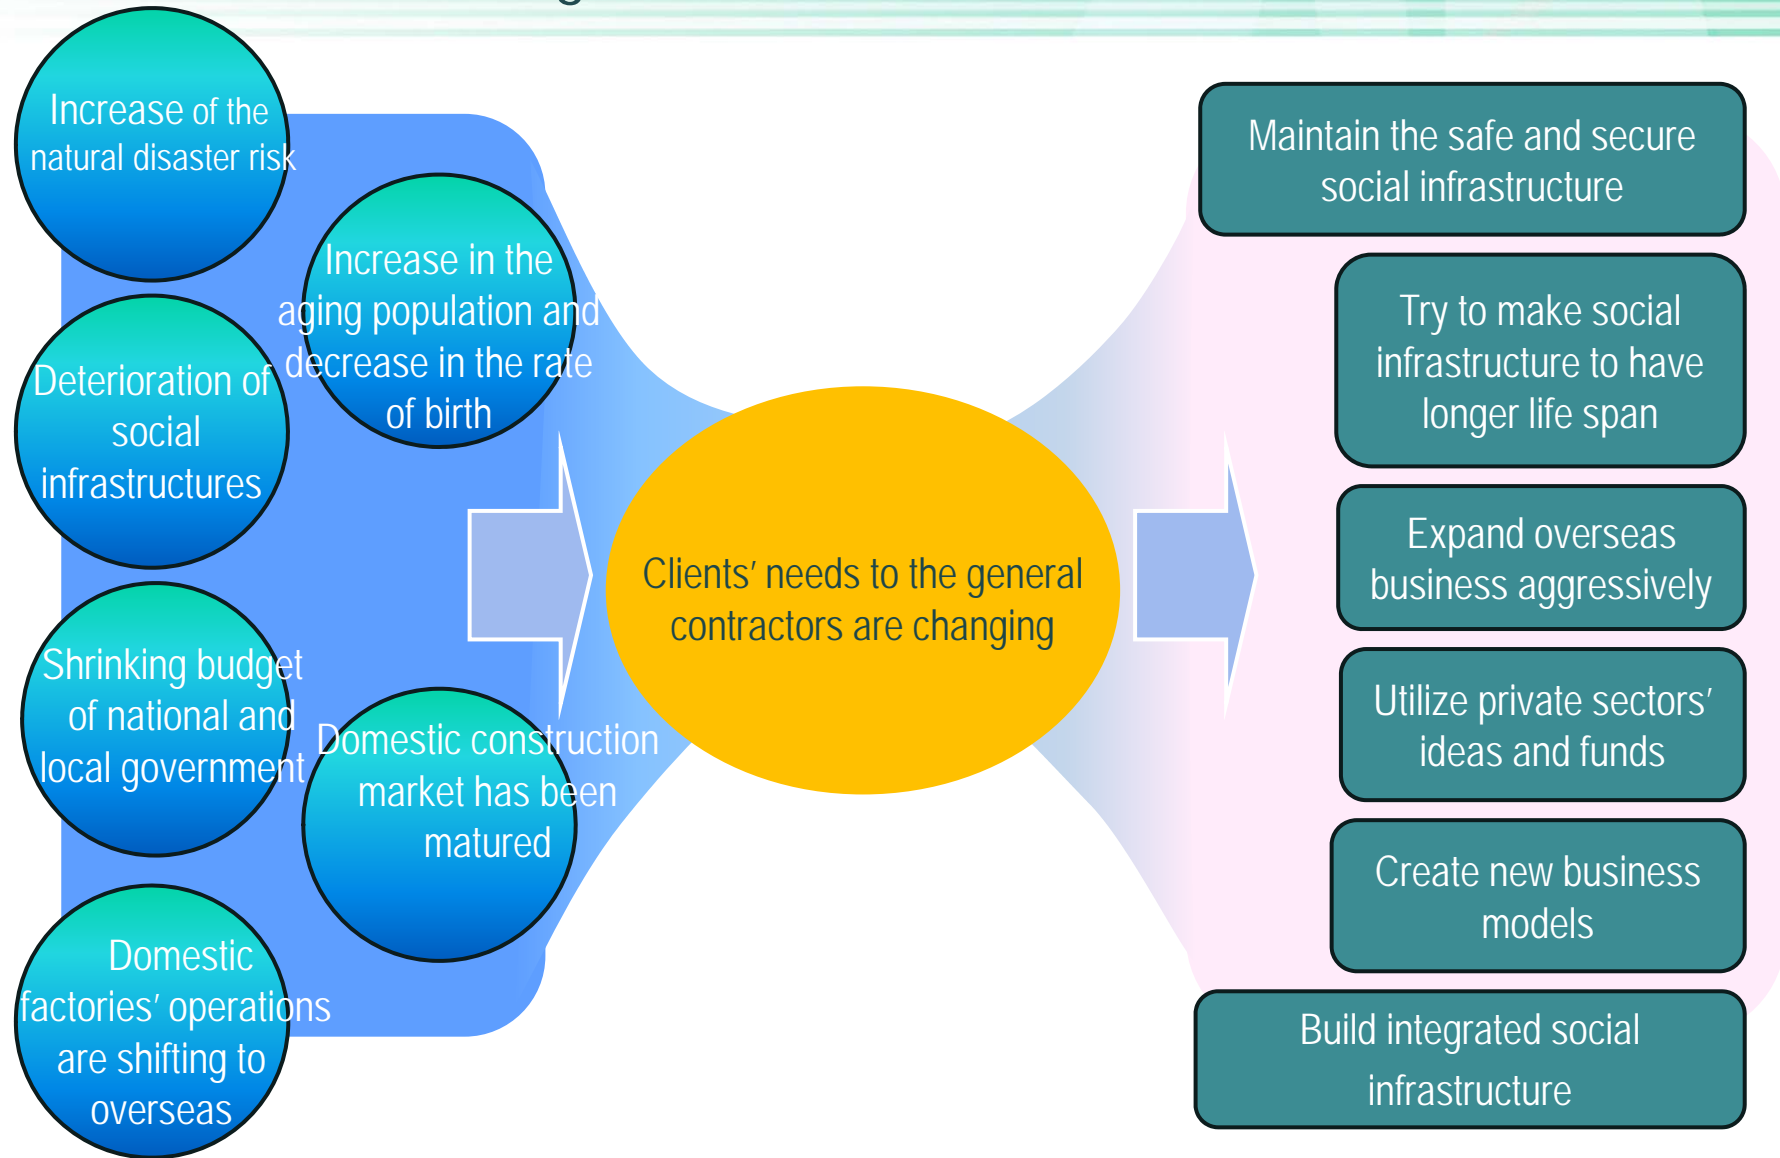 Increase of the
natural disaster risk
Increase in the
aging population and
decrease in the rate
of birth
Deterioration of
social
infrastructures
Shrinking budget
of national and
local government
Domestic construction
market has been
matured
Domestic
factories’ operations
are shifting to
overseas
Clients’ needs to the general
contractors are changing
Maintain the safe and secure
social infrastructure
Try to make social
infrastructure to have
longer life span
Expand overseas
business aggressively
Utilize private sectors’
ideas and funds
Create new business
models
Build integrated social
infrastructure